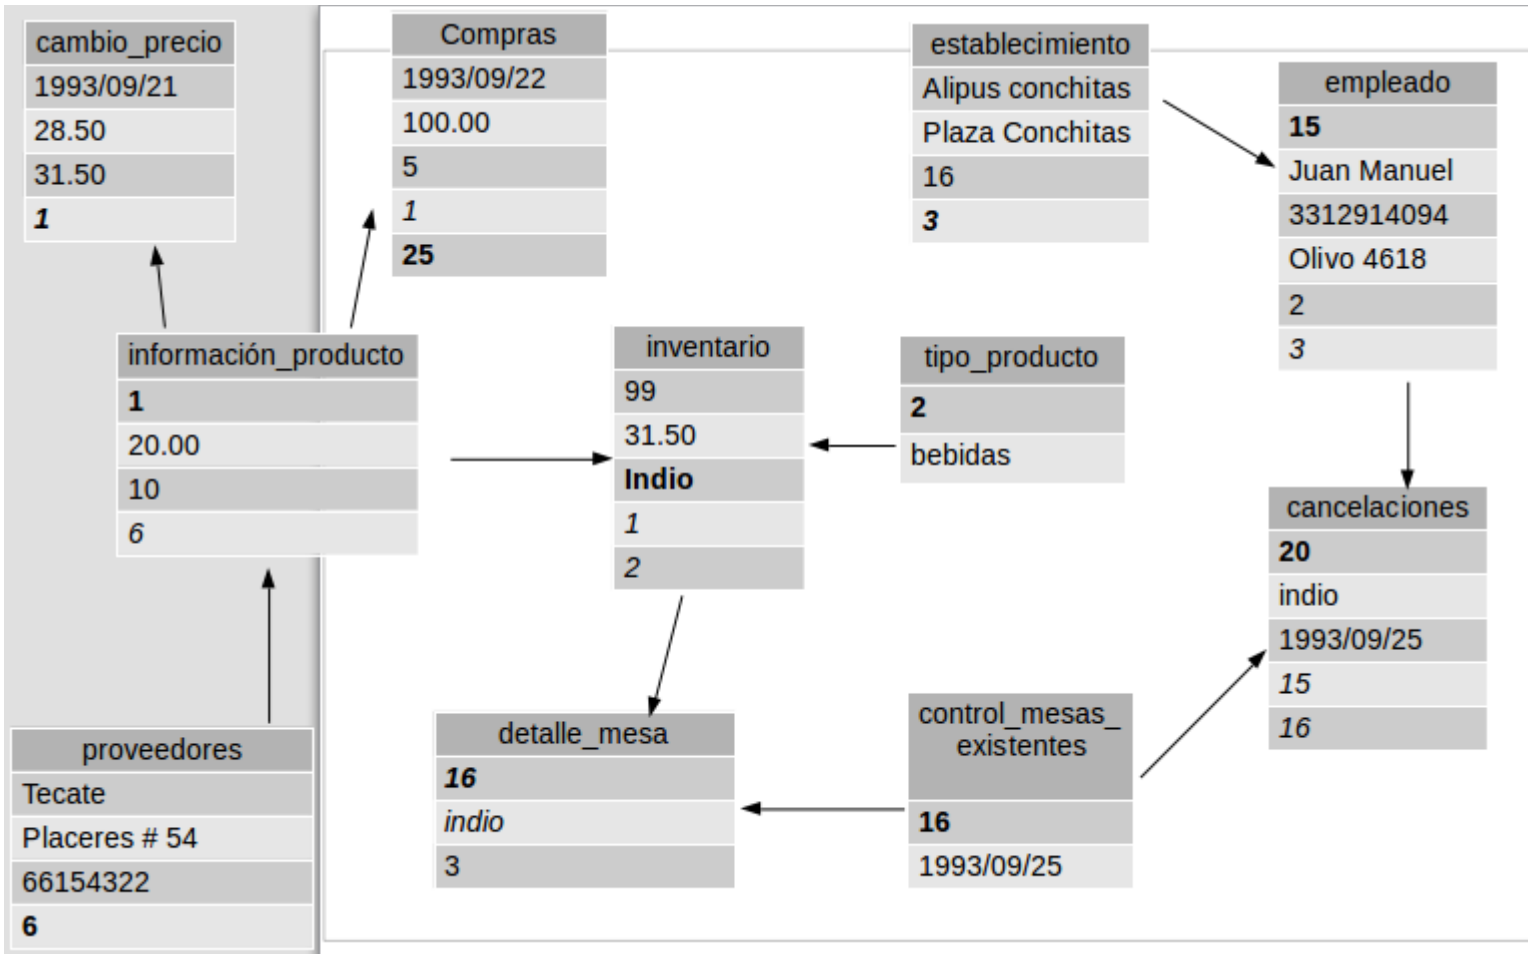 cambio_precio
1993/09/21
28.50
31.50
1
Compras
1993/09/22
100.00
5
1
25
establecimiento
Alipus conchitas
Plaza Conchitas
16
3
empleado
15
Juan Manuel
3312914094
Olivo 4618
2
3
información_producto
1
20.00
10
6
inventario
99
31.50
Indio
1
2
tipo_producto
2
bebidas
cancelaciones
20
indio
1993/09/25
15
16
proveedores
Tecate
Placeres # 54
66154322
6
detalle_mesa
16
indio
3
control_mesas_
existentes
16
1993/09/25